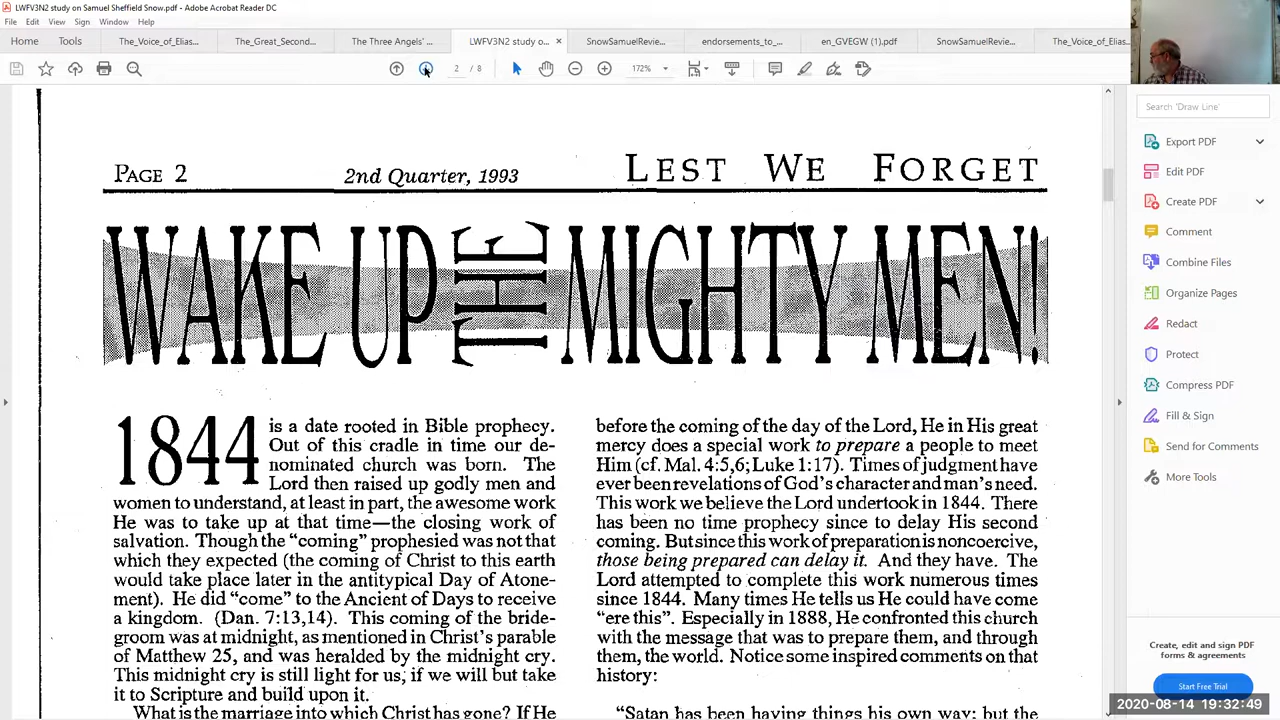 LWFV3N2 study on Samuel Sheffield Snow.pdf - Adobe Acrobat Reader DC
File Edit View Sign Window Help
Home Tools The_Voice_of_Elias... The_Great_Second... The Three Angels' ... LWFV3N2 study o... × SnowSamuelRevie... endorsements_to_... en_GVEGW (1).pdf SnowSamuelRevie... The_Voice_of_Elias...
2 / 8 172%
Search 'Draw Line'
Export PDF
Edit PDF
Create PDF
Comment
Combine Files
Organize Pages
Redact
Protect
Compress PDF
Fill & Sign
Send for Comments
More Tools
Create, edit and sign PDF
forms & agreements
Start Free Trial
PAGE 2 2nd Quarter, 1993 LEST WE FORGET
WAKE UP THE MIGHTY MEN!
1844 is a date rooted in Bible prophecy.
Out of this cradle in time our de-
nominated church was born. The
Lord then raised up godly men and
women to understand, at least in part, the awesome work
He was to take up at that time—the closing work of
salvation. Though the “coming” prophesied was not that
which they expected (the coming of Christ to this earth
would take place later in the antitypical Day of Atone-
ment). He did “come” to the Ancient of Days to receive
a kingdom. (Dan. 7:13,14). This coming of the bride-
groom was at midnight, as mentioned in Christ's parable
of Matthew 25, and was heralded by the midnight cry.
This midnight cry is still light for us, if we will but take
it to Scripture and build upon it.
What is the marriage into which Christ has gone? If He
before the coming of the day of the Lord, He in His great
mercy does a special work to prepare a people to meet
Him (cf. Mal. 4:5,6; Luke 1:17). Times of judgment have
ever been revelations of God's character and man's need.
This work we believe the Lord undertook in 1844. There
has been no time prophecy since to delay His second
coming. But since this work of preparation is noncoercive,
those being prepared can delay it. And they have. The
Lord attempted to complete this work numerous times
since 1844. Many times He tells us He could have come
“ere this”. Especially in 1888, He confronted this church
with the message that was to prepare them, and through
them, the world. Notice some inspired comments on that
history:
“Satan has been having things his own way; but the
2020-08-14 19:32:49